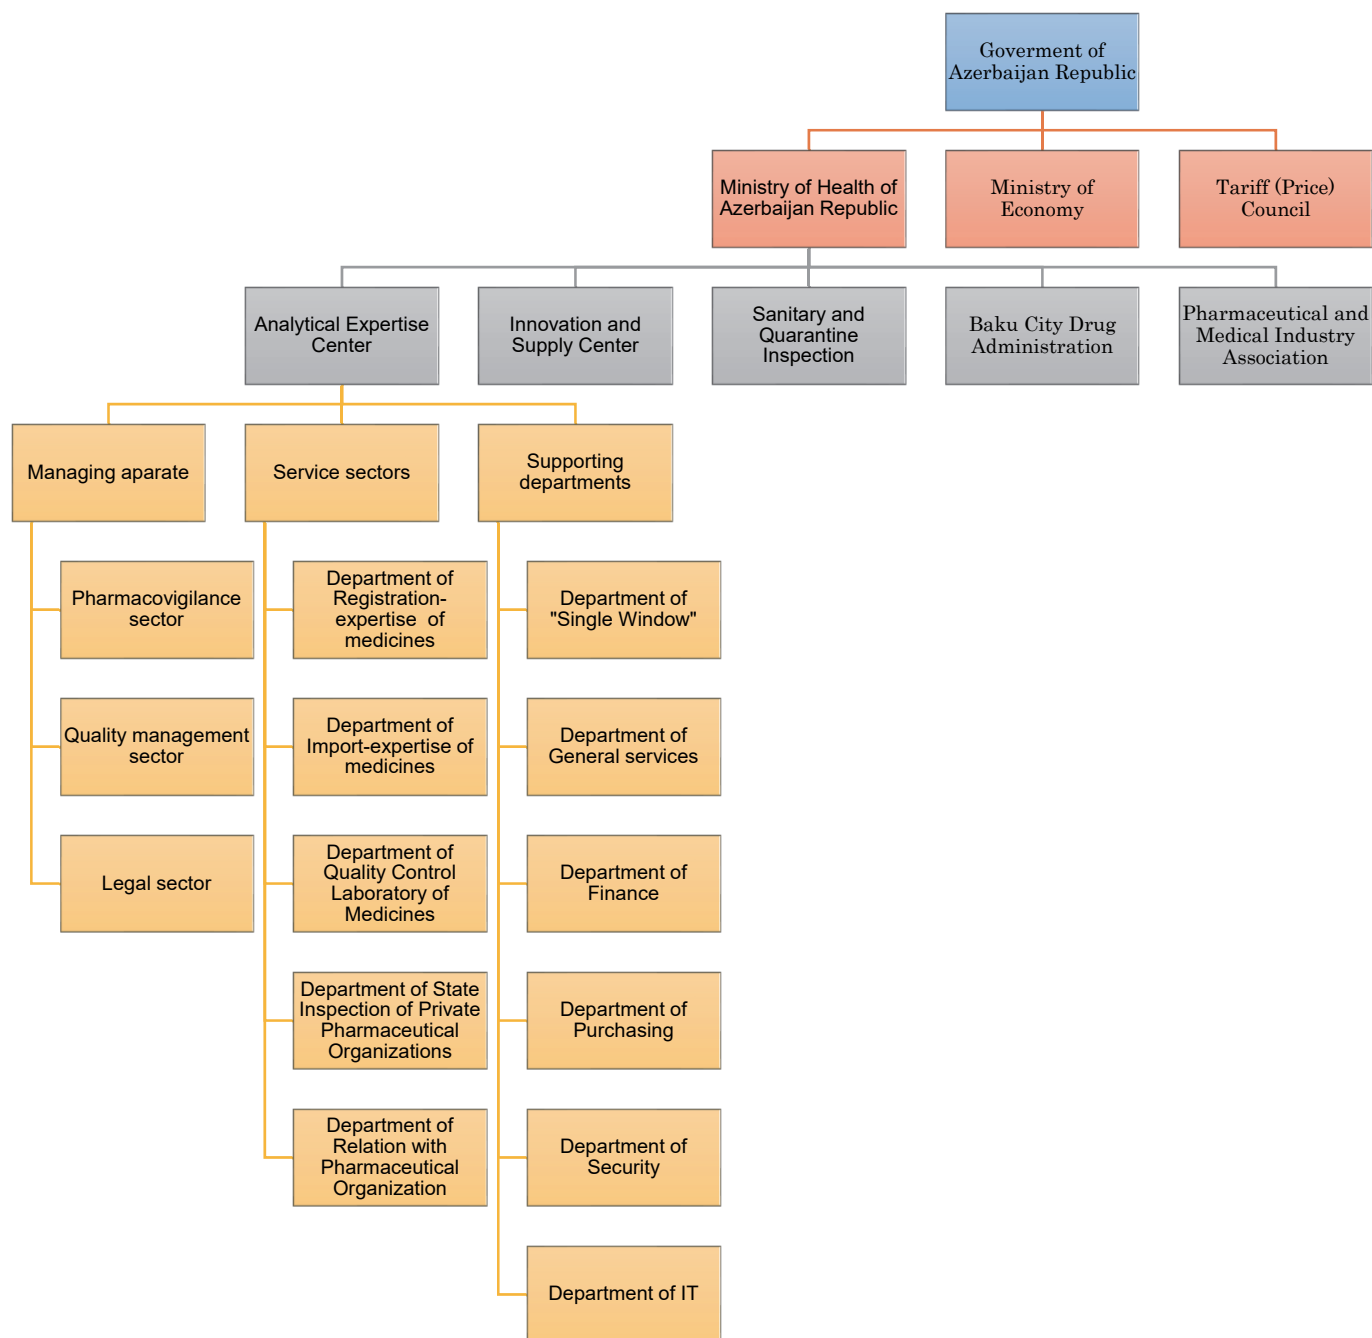 Goverment of
Azerbaijan Republic
Ministry of Health of
Azerbaijan Republic
Ministry of
Economy
Tariff (Price)
Council
Analytical Expertise
Center
Innovation and
Supply Center
Sanitary and
Quarantine
Inspection
Baku City Drug
Administration
Pharmaceutical and
Medical Industry
Association
Managing aparate
Service sectors
Supporting
departments
Pharmacovigilance
sector
Department of
Registration-
expertise of
medicines
Department of
"Single Window"
Quality management
sector
Department of
Import-expertise of
medicines
Department of
General services
Legal sector
Department of
Quality Control
Laboratory of
Medicines
Department of
Finance
Department of State
Inspection of Private
Pharmaceutical
Organizations
Department of
Purchasing
Department of
Relation with
Pharmaceutical
Organization
Department of
Security
Department of IT